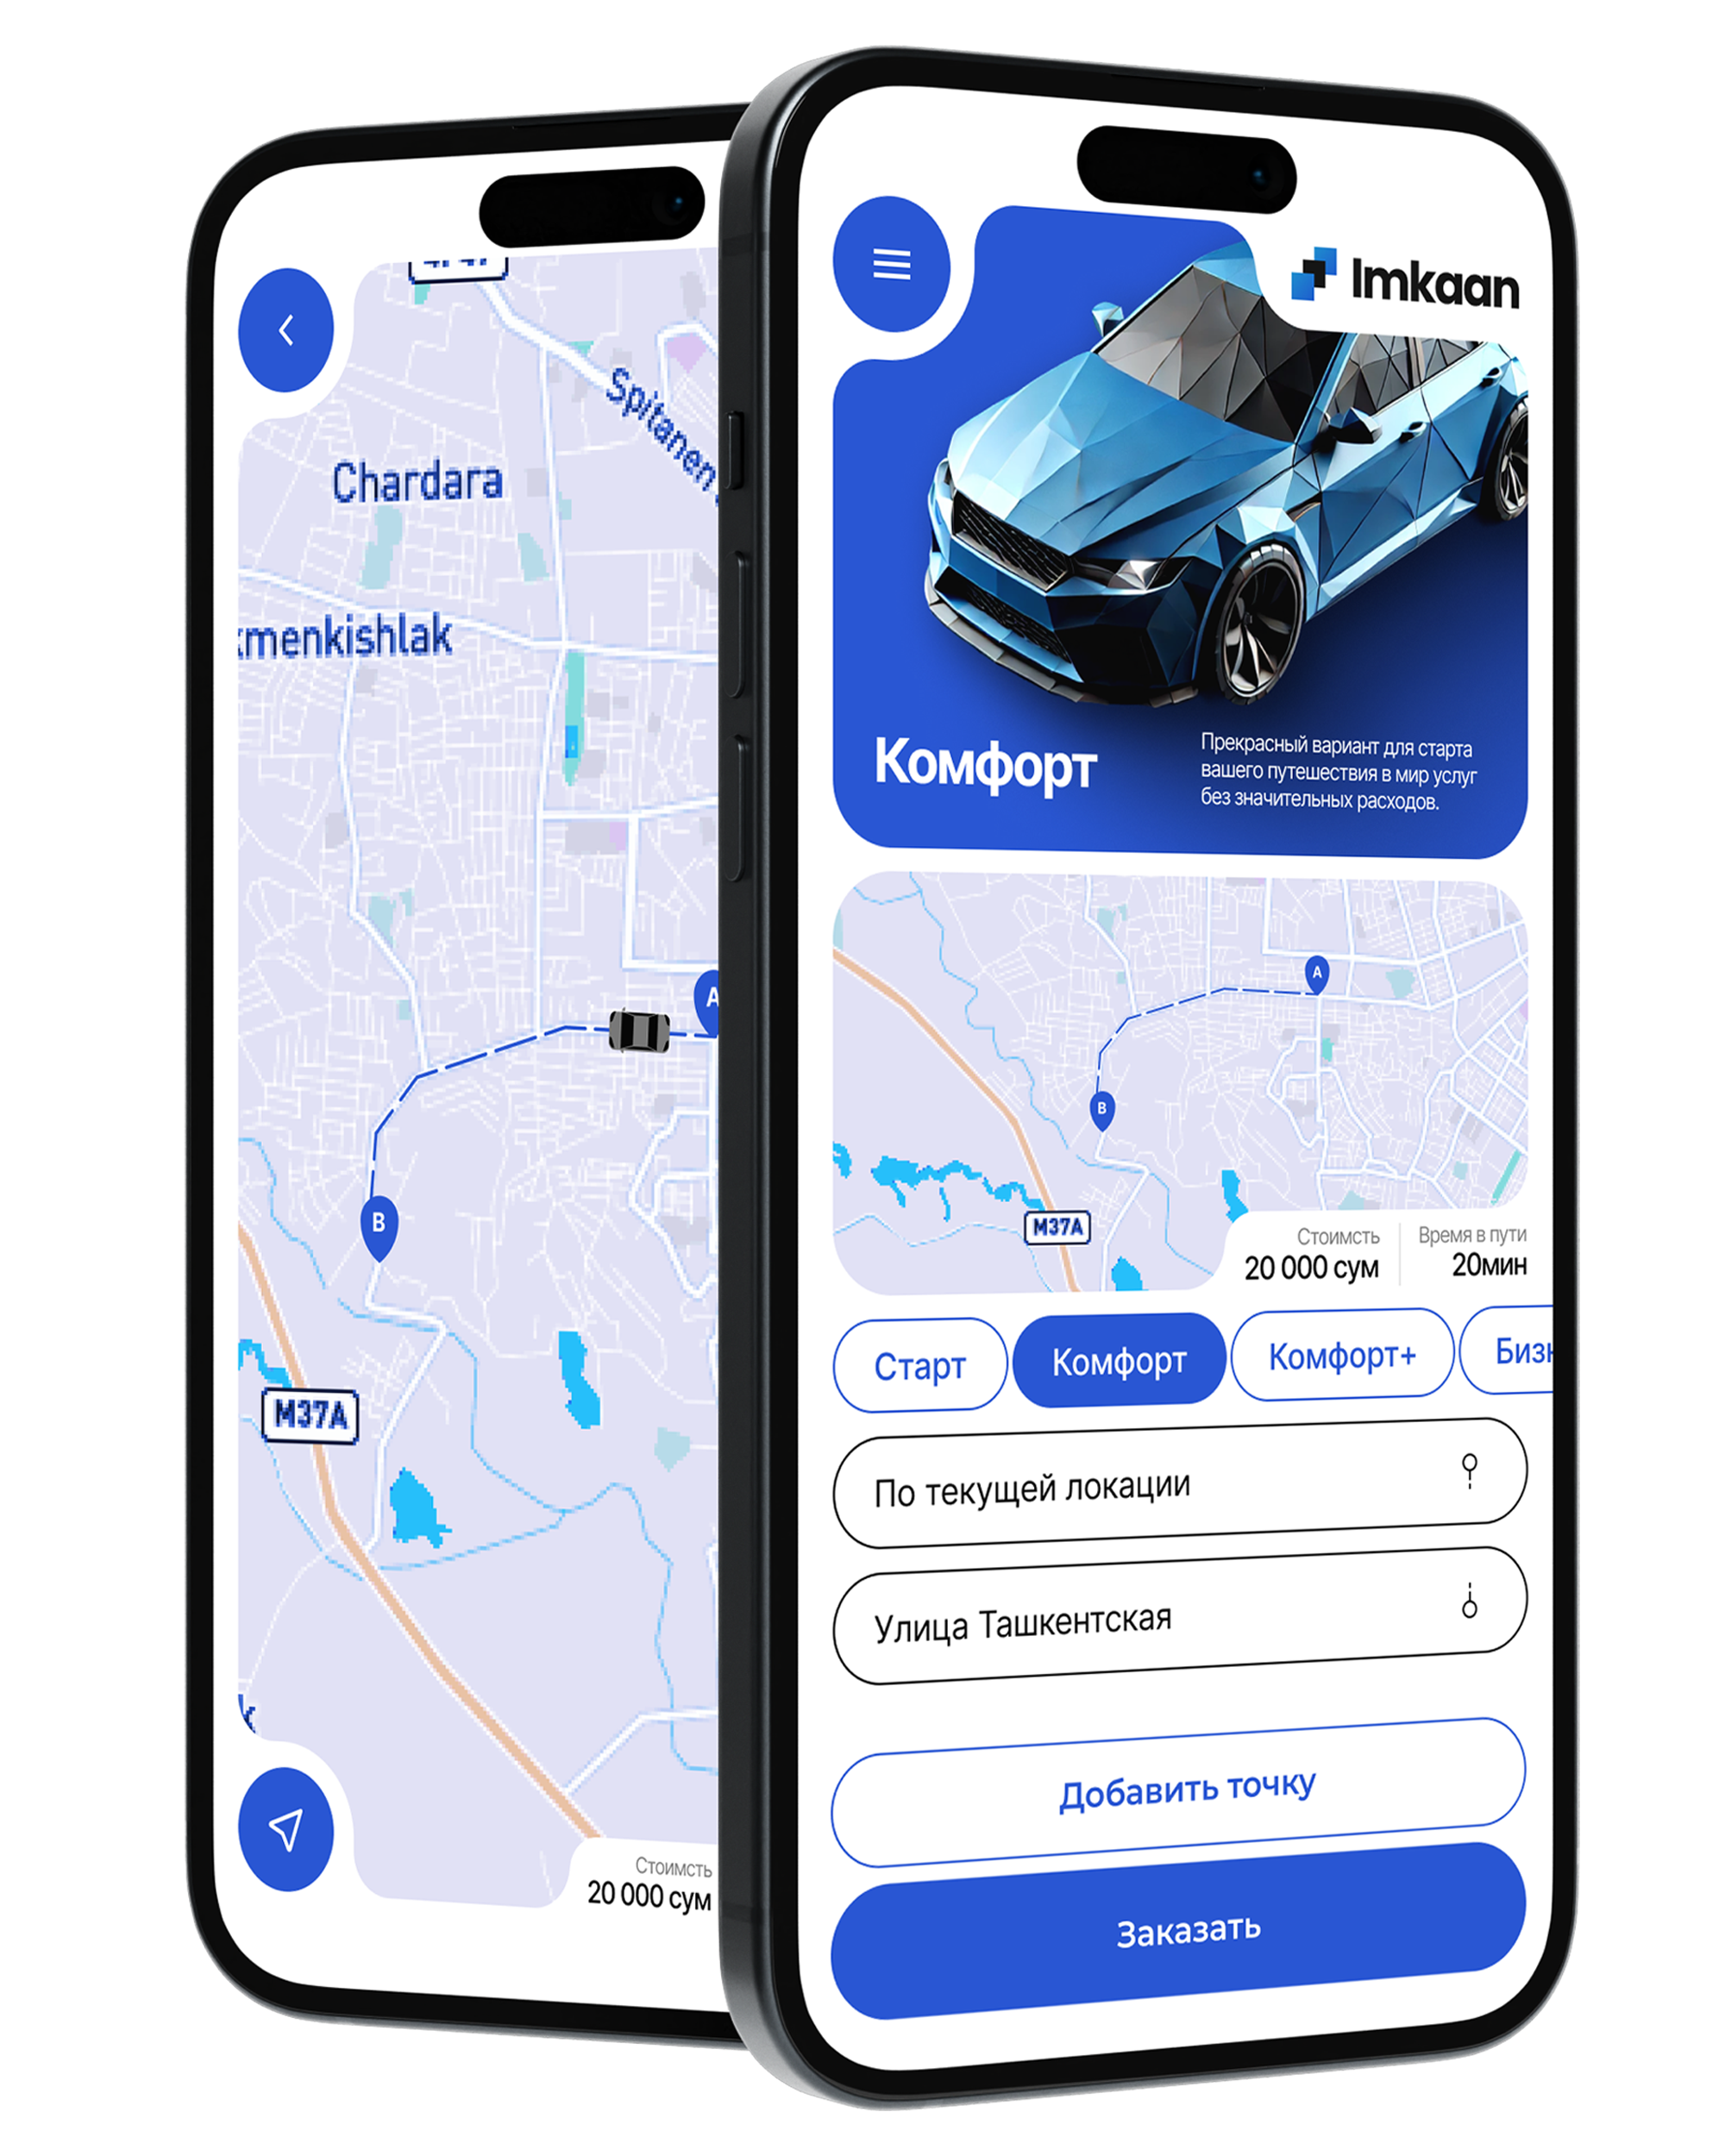 Spitanen
Chardara
kmenkishlak
A
B
M37A
k
Стоимсть
20 000 сум
Imkaan
Комфорт
Прекрасный вариант для старта
вашего путешествия в мир услуг
без значительных расходов.
A
B
M37A
Стоимсть
Время в пути
20 000 сум
20мин
Старт
Комфорт
Комфорт+
Бизн
По текущей локации
Улица Ташкентская
Добавить точку
Заказать